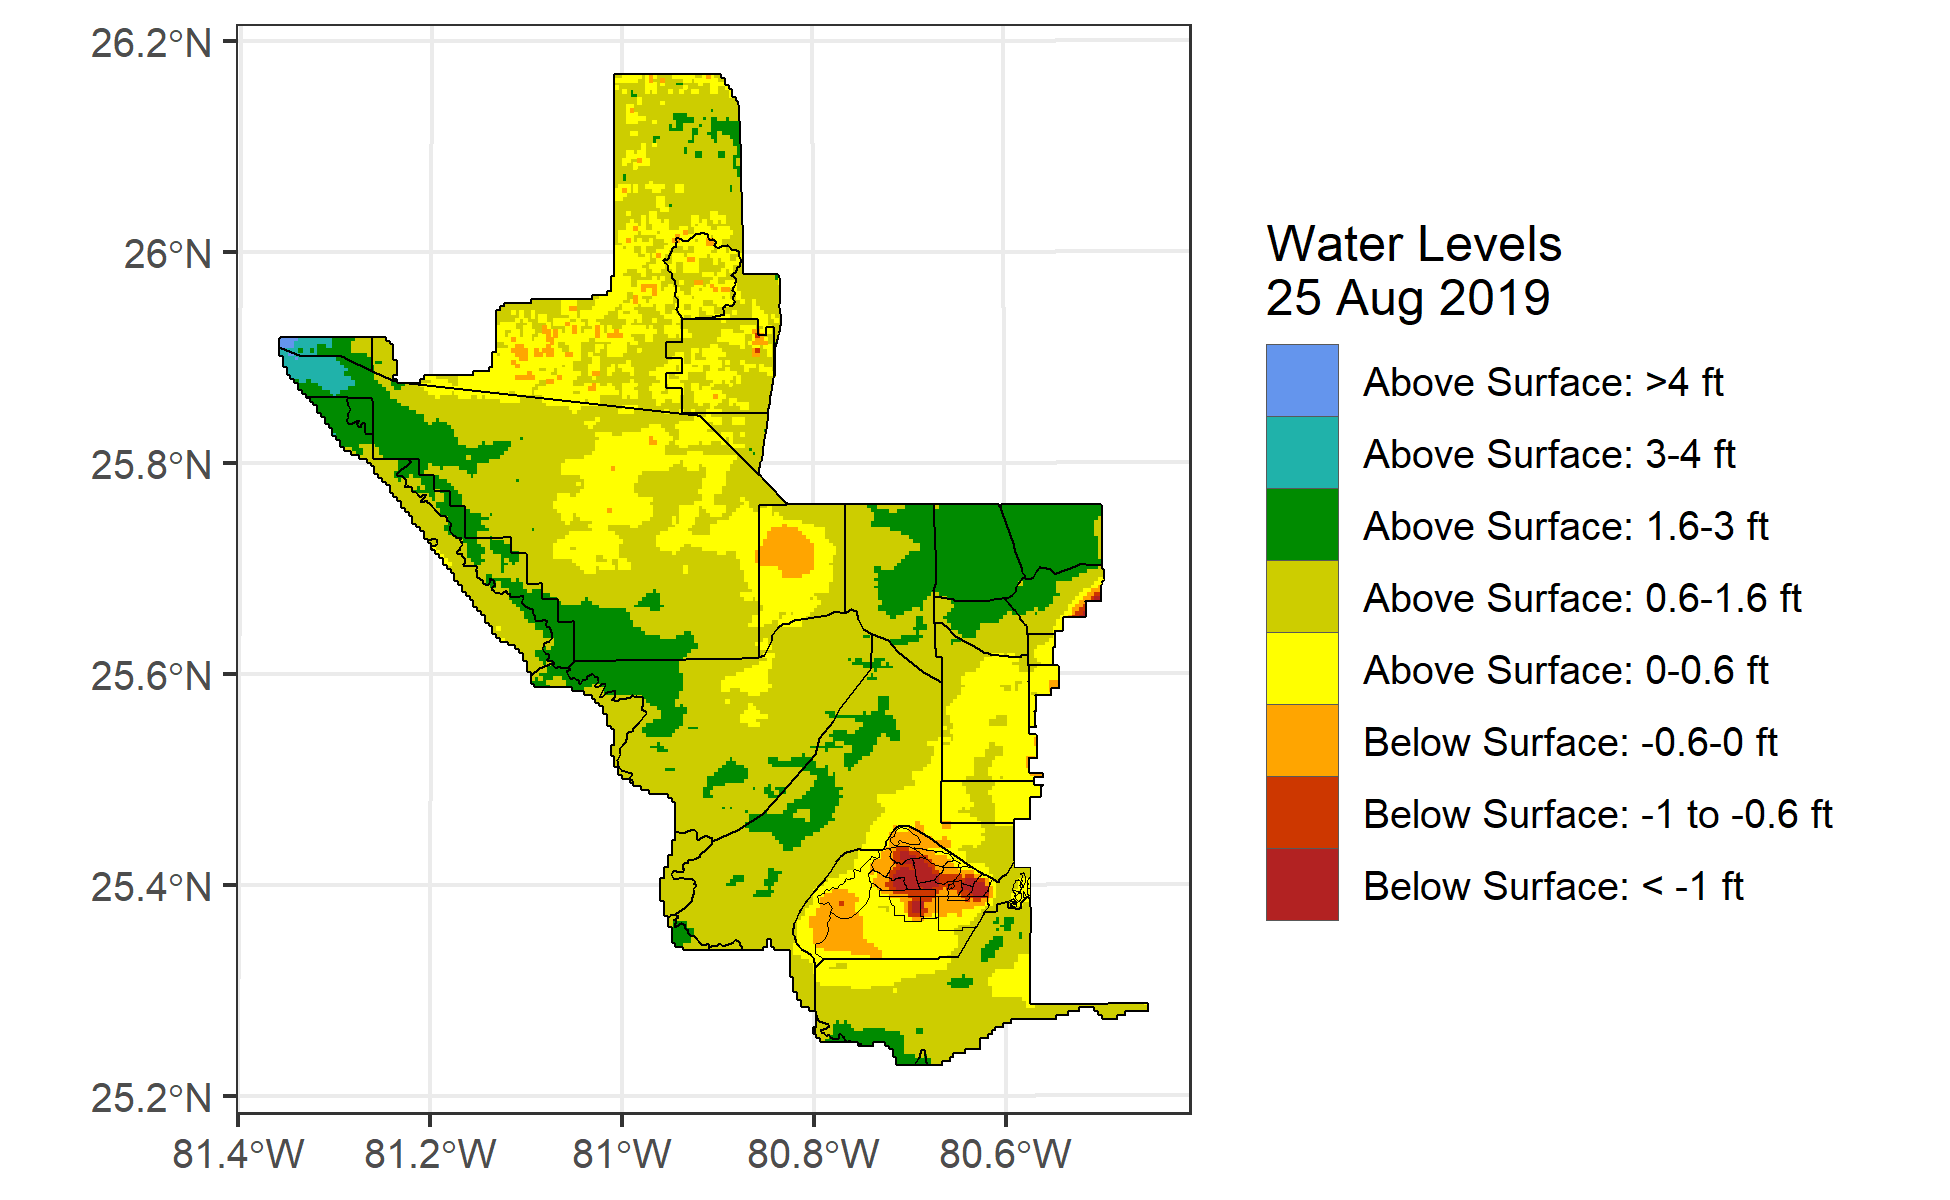 26.2°N
26°N
25.8°N
25.6°N
25.4°N
25.2°N
81.4°W
81.2°W
81°W
80.8°W
80.6°W
Water Levels
25 Aug 2019
Above Surface: >4 ft
Above Surface: 3-4 ft
Above Surface: 1.6-3 ft
Above Surface: 0.6-1.6 ft
Above Surface: 0-0.6 ft
Below Surface: -0.6-0 ft
Below Surface: -1 to -0.6 ft
Below Surface: < -1 ft